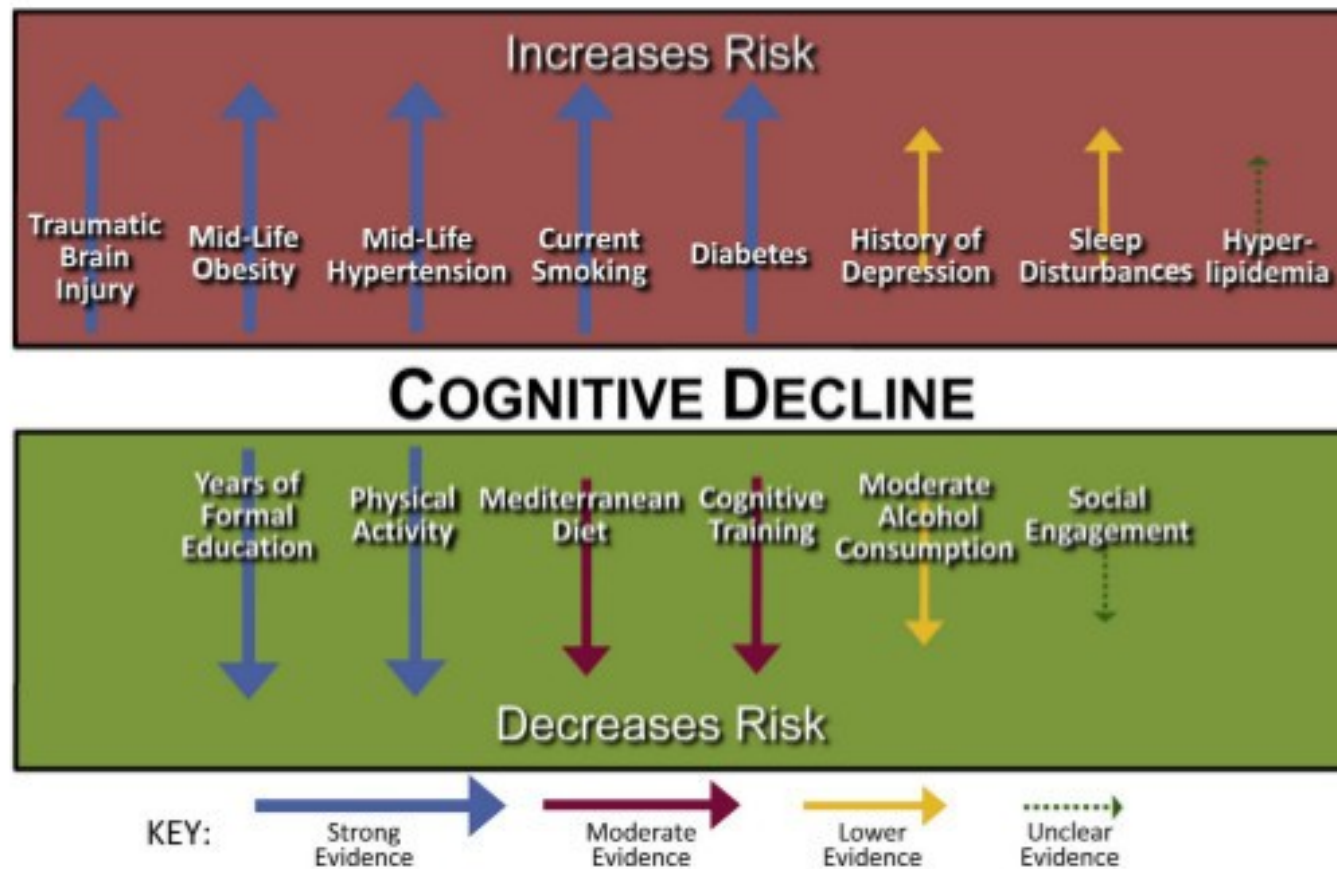 Increases Risk
Traumatic
Brain
Injury
Mid-Life
Obesity
Mid-Life
Hypertension
Current
Smoking
Diabetes
History of
Depression
Sleep
Disturbances
Hyper-
lipidemia
COGNITIVE DECLINE
Years of
Formal
Education
Physical
Activity
Mediterranean
Diet
Cognitive
Training
Moderate
Alcohol
Consumption
Social
Engagement
Decreases Risk
KEY:
Strong
Evidence
Moderate
Evidence
Lower
Evidence
Unclear
Evidence